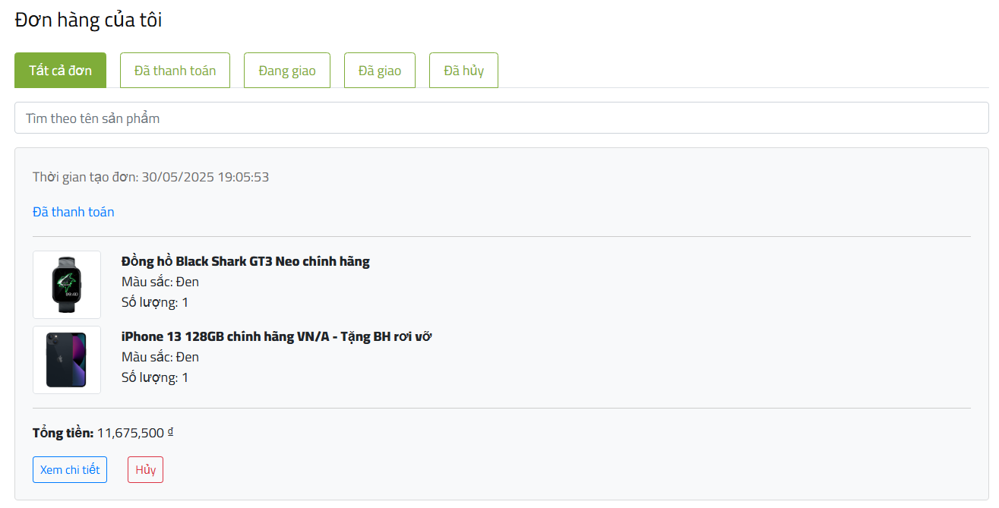 Đơn hàng của tôi
Tất cả đơn
Đã thanh toán
Đang giao
Đã giao
Đã hủy
Tìm theo tên sản phẩm
Thời gian tạo đơn: 30/05/2025 19:05:53
Đã thanh toán
Đồng hồ Black Shark GT3 Neo chính hãng
Màu sắc: Đen
Số lượng: 1
09:40
iPhone 13 128GB chính hãng VN/A - Tặng BH rơi vỡ
Màu sắc: Đen
Số lượng: 1
Tổng tiền: 11,675,500 ₫
Xem chi tiết
Hủy